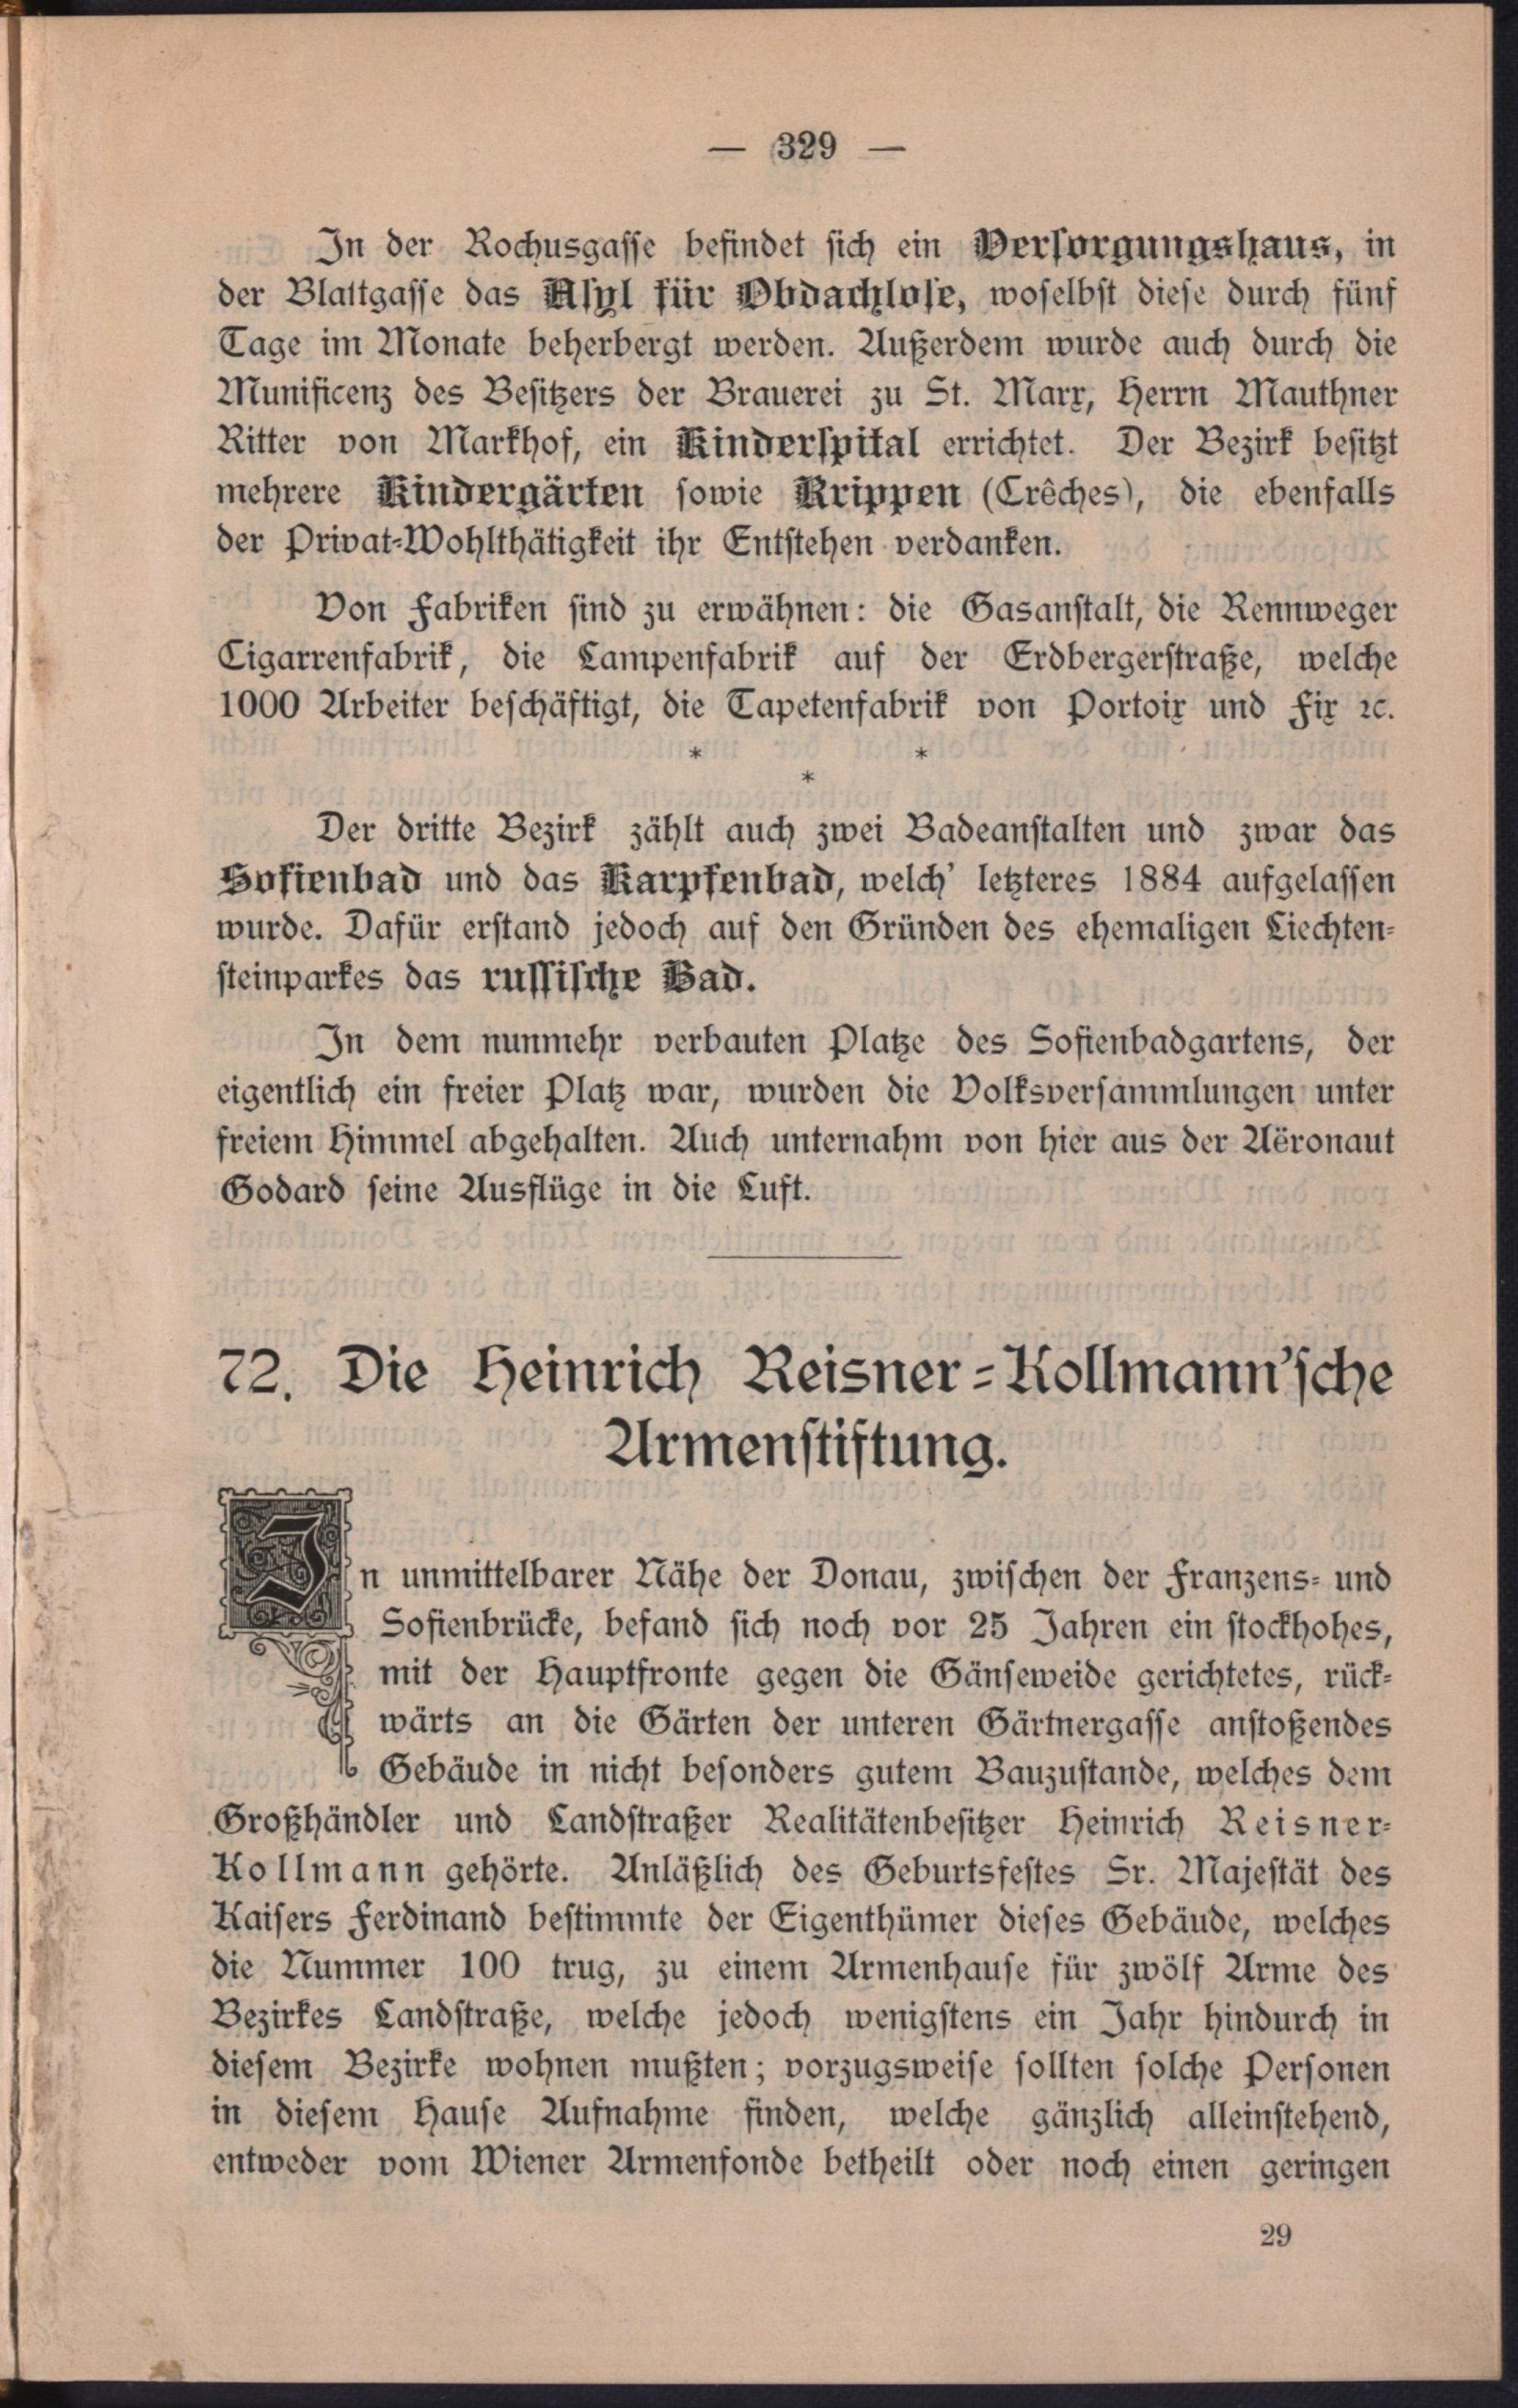 — 329 —
In der Rochusgasse befindet sich ein Versorgungshaus, in
der Blattgasse das Asyl für Obdachlose, woselbst diese durch fünf
Tage im Monate beherbergt werden. Außerdem wurde auch durch die
Munificenz des Besitzers der Brauerei zu St. Marx, Herrn Mauthner
Ritter von Markhof, ein Kinderspital errichtet. Der Bezirk besitzt
mehrere Kindergärten sowie Krippen (Crêches), die ebenfalls
der Privat-Wohlthätigkeit ihr Entstehen verdanken.
Von Fabriken sind zu erwähnen: die Gasanstalt, die Rennweger
Cigarrenfabrik, die Lampenfabrik auf der Erdbergerstraße, welche
1000 Arbeiter beschäftigt, die Tapetenfabrik von Portoix und Fix ꝛc.
* * *
Der dritte Bezirk zählt auch zwei Badeanstalten und zwar das
Sofienbad und das Karpfenbad, welch' letzteres 1884 aufgelassen
wurde. Dafür erstand jedoch auf den Gründen des ehemaligen Liechten-
steinparkes das russische Bad.
In dem nunmehr verbauten Platze des Sofienbadgartens, der
eigentlich ein freier Platz war, wurden die Volksversammlungen unter
freiem Himmel abgehalten. Auch unternahm von hier aus der Aëronaut
Godard seine Ausflüge in die Luft.
72. Die Heinrich Reisner-Kollmann'sche
Armenstiftung.
In unmittelbarer Nähe der Donau, zwischen der Franzens- und
Sofienbrücke, befand sich noch vor 25 Jahren ein stockhohes,
mit der Hauptfronte gegen die Gänseweide gerichtetes, rück-
wärts an die Gärten der unteren Gärtnergasse anstoßendes
Gebäude in nicht besonders gutem Bauzustande, welches dem
Großhändler und Landstraßer Realitätenbesitzer Heinrich Reisner-
Kollmann gehörte. Anläßlich des Geburtsfestes Sr. Majestät des
Kaisers Ferdinand bestimmte der Eigenthümer dieses Gebäude, welches
die Nummer 100 trug, zu einem Armenhause für zwölf Arme des
Bezirkes Landstraße, welche jedoch wenigstens ein Jahr hindurch in
diesem Bezirke wohnen mußten; vorzugsweise sollten solche Personen
in diesem Hause Aufnahme finden, welche gänzlich alleinstehend,
entweder vom Wiener Armenfonde betheilt oder noch einen geringen
29